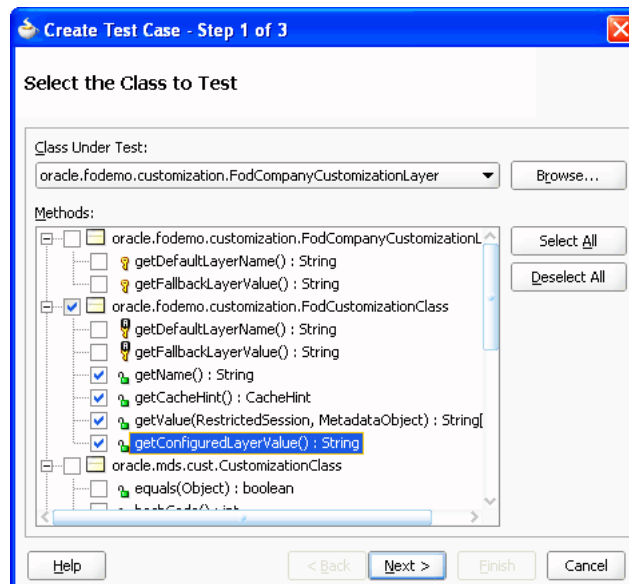 Create Test Case - Step 1 of 3
Select the Class to Test
Class Under Test:
oracle.fodemo.customization.FodCompanyCustomizationLayer
Browse...
Methods:
oracle.fodemo.customization.FodCompanyCustomizationL
Select All
getDefaultLayerName() : String
Deselect All
getFallbackLayerValue() : String
oracle.fodemo.customization.FodCustomizationClass
getDefaultLayerName() : String
getFallbackLayerValue() : String
getName() : String
getCacheHint() : CacheHint
getValue(RestrictedSession, MetadataObject) : String[
getConfiguredLayerValue() : String
oracle.mds.cust.CustomizationClass
equals(Object) : boolean
Help
< Back
Next >
Finish
Cancel